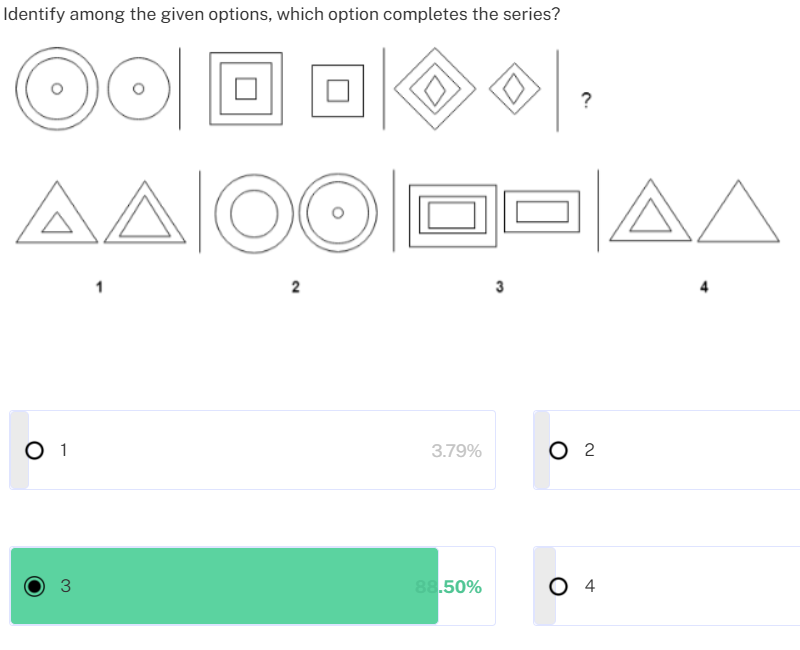 Identify among the given options, which option completes the series?
?
1 2 3 4
1 3.79% 2
3 88.50% 4